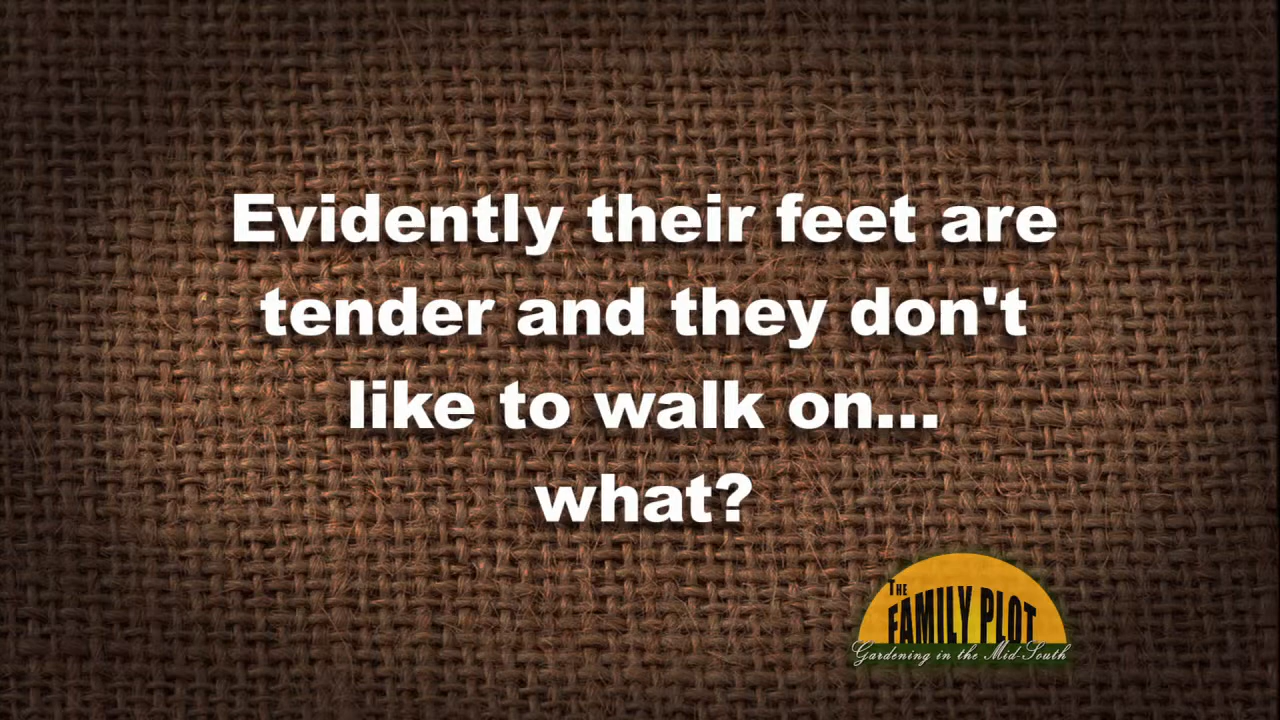 Evidently their feet are
tender and they don't
like to walk on...
what?
THE
FAMILY PLOT
Gardening in the Mid-South